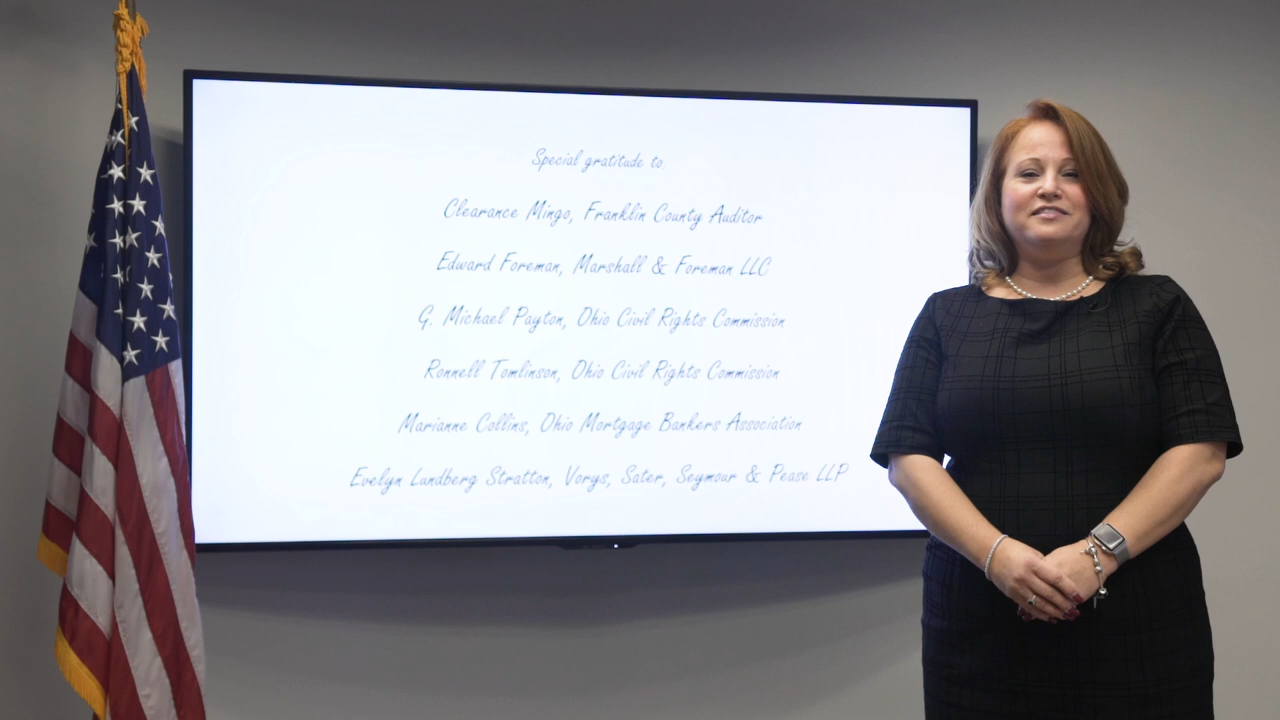 Special gratitude to:
Clearance Mingo, Franklin County Auditor
Edward Foreman, Marshall & Foreman LLC
G. Michael Payton, Ohio Civil Rights Commission
Ronnell Tomlinson, Ohio Civil Rights Commission
Marianne Collins, Ohio Mortgage Bankers Association
Evelyn Lundberg Stratton, Vorys, Sater, Seymour & Pease LLP